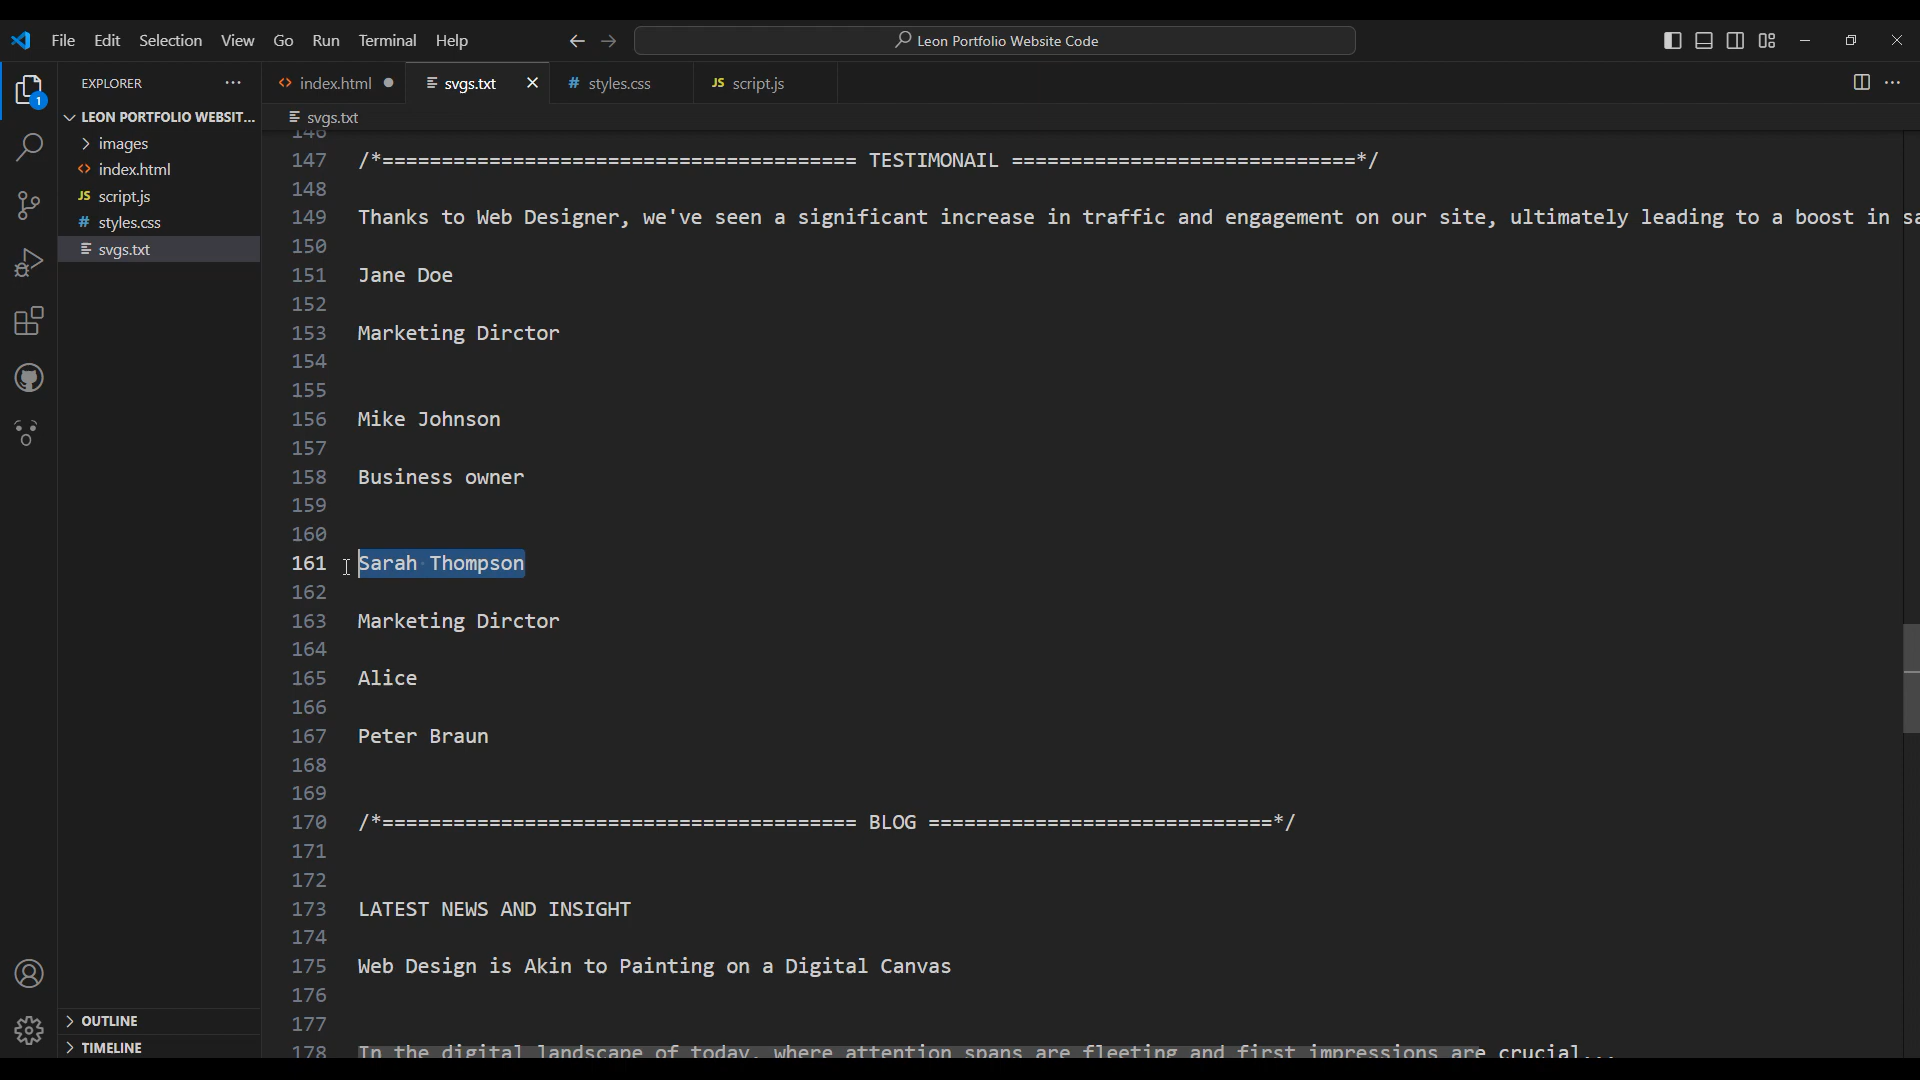 File Edit Selection View Go Run Terminal Help
Leon Portfolio Website Code
EXPLORER
index.html
svgs.txt
# styles.css
JS script.js
1
LEON PORTFOLIO WEBSIT...
svgs.txt
images
index.html
JS script.js
# styles.css
svgs.txt
146
147 /*======================================== TESTIMONAIL =============================*/
148
149 Thanks to Web Designer, we've seen a significant increase in traffic and engagement on our site, ultimately leading to a boost in sa
150
151 Jane Doe
152
153 Marketing Dirctor
154
155
156 Mike Johnson
157
158 Business owner
159
160
161 Sarah Thompson
162
163 Marketing Dirctor
164
165 Alice
166
167 Peter Braun
168
169
170 /*======================================== BLOG =============================*/
171
172
173 LATEST NEWS AND INSIGHT
174
175 Web Design is Akin to Painting on a Digital Canvas
176
177
178 In the digital landscape of today, where attention spans are fleeting and first impressions are crucial...
OUTLINE
TIMELINE